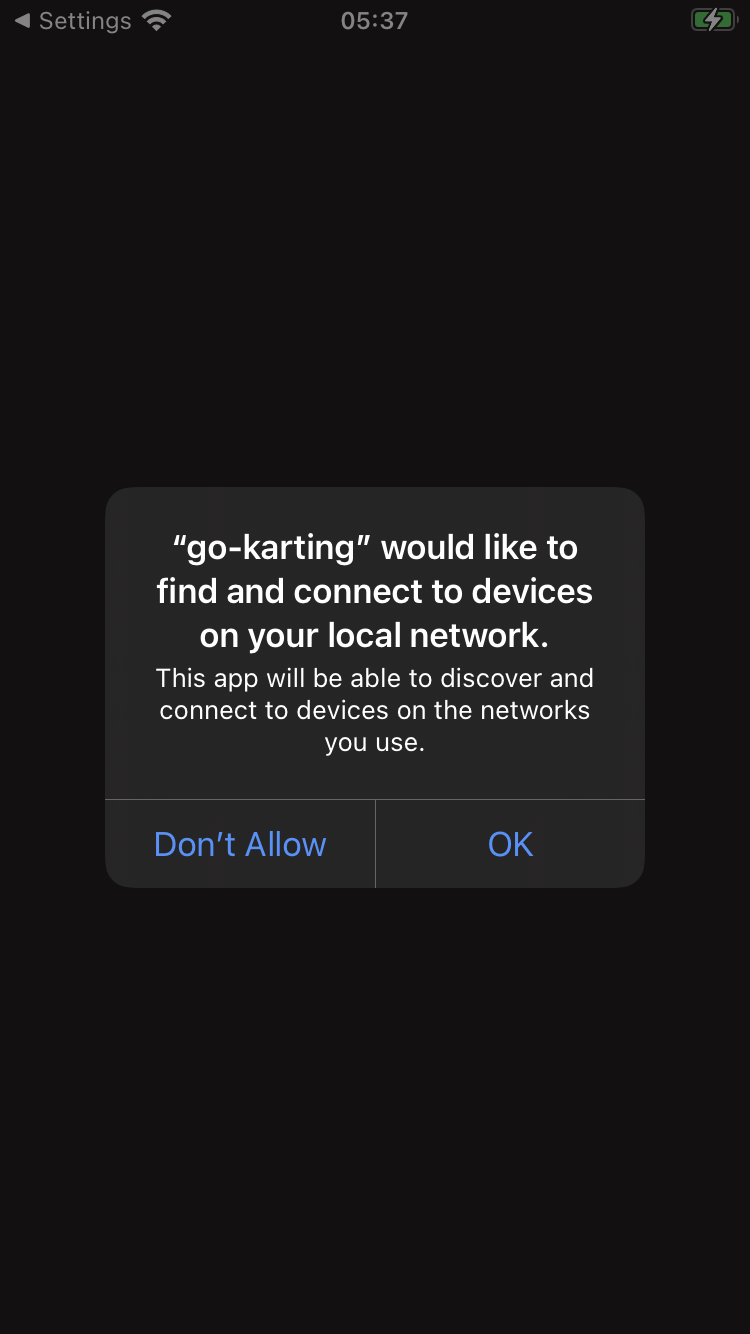 ◀ Settings
05:37
“go-karting” would like to
find and connect to devices
on your local network.
This app will be able to discover and
connect to devices on the networks
you use.
Don’t Allow
OK